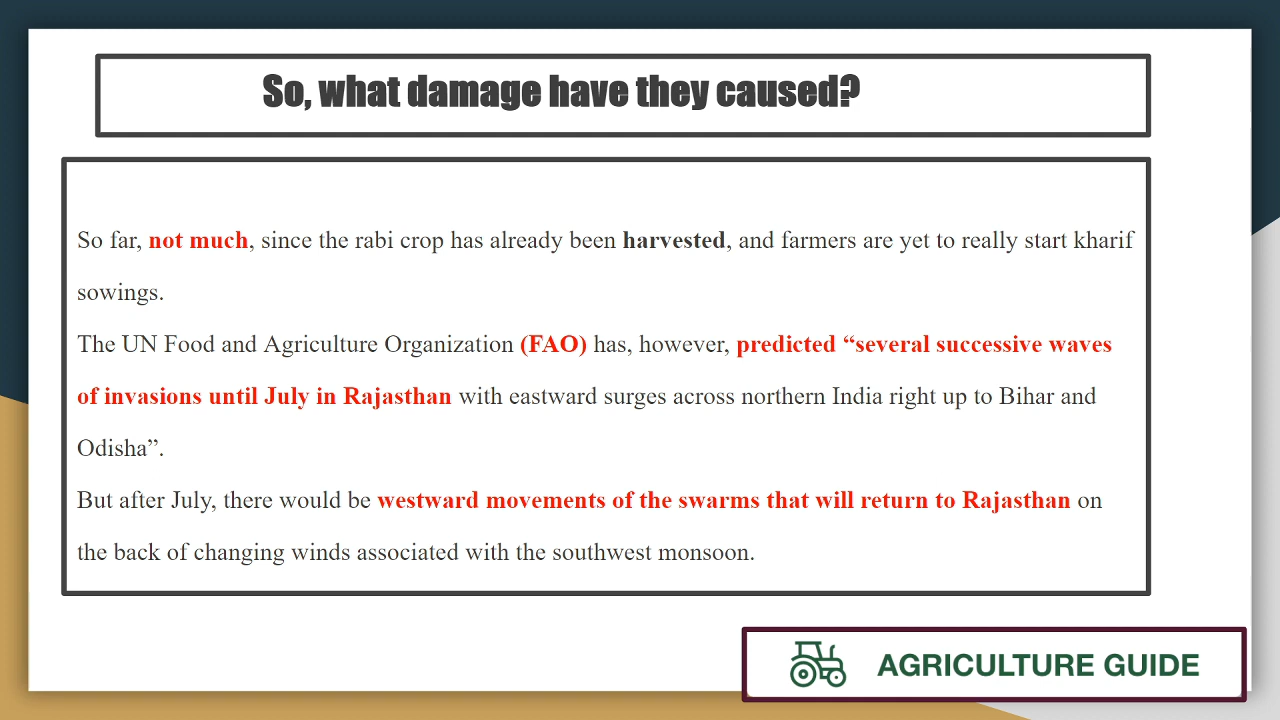 So, what damage have they caused?
So far, not much, since the rabi crop has already been harvested, and farmers are yet to really start kharif
sowings.
The UN Food and Agriculture Organization (FAO) has, however, predicted “several successive waves
of invasions until July in Rajasthan with eastward surges across northern India right up to Bihar and
Odisha”.
But after July, there would be westward movements of the swarms that will return to Rajasthan on
the back of changing winds associated with the southwest monsoon.
AGRICULTURE GUIDE